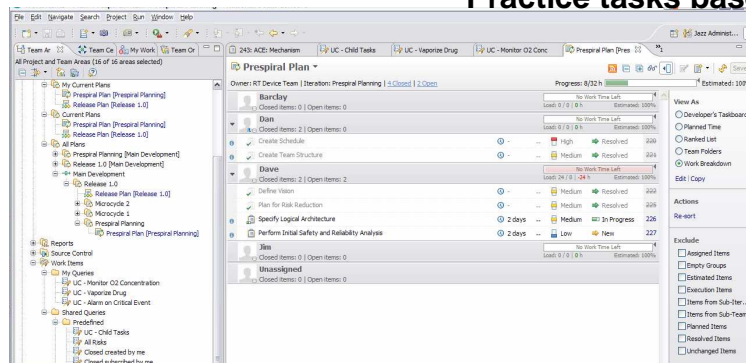 Practice tasks bas
File Edit Navigate Search Project Run Window Help
Jazz Administ...
Team Ar
Team Ce
My Work
Team Or
243: ACE: Mechanism
UC - Child Tasks
UC - Vaporize Drug
UC - Monitor O2 Conc
Prespiral Plan [Pres
All Project and Team Areas (16 of 16 areas selected)
My Current Plans
Prespiral Plan [Prespiral Planning]
Release Plan [Release 1.0]
Current Plans
Prespiral Plan [Prespiral Planning]
Release Plan [Release 1.0]
All Plans
Prespiral Planning [Main Development]
Release 1.0 [Main Development]
Main Development
Release 1.0
Release Plan [Release 1.0]
Microcycle 2
Microcycle 1
Prespiral Planning
Prespiral Plan [Prespiral Planning]
Reports
Source Control
Work Items
My Queries
UC - Monitor O2 Concentration
UC - Vaporize Drug
UC - Alarm on Critical Event
Shared Queries
Predefined
UC - Child Tasks
All Risks
Closed created by me
Closed subscribed by me
Prespiral Plan
Save
Owner: RT Device Team | Iteration: Prespiral Planning | 4 Closed | 2 Open
Progress: 8/32 h
Estimated: 100%
Barclay
No Work Time Left
Closed items: 0 | Open items: 0
Load: 0 / 0 | 0 h
Estimated: 100%
Dan
No Work Time Left
Closed items: 2 | Open items: 0
Load: 0 / 0 | 0 h
Estimated: 100%
Create Schedule - High Resolved 220
Create Team Structure - Medium Resolved 221
Dave
No Work Time Left
Closed items: 2 | Open items: 2
Load: 24 / 0 | -24 h
Estimated: 100%
Define Vision - Medium Resolved 222
Plan for Risk Reduction - Medium Resolved 225
Specify Logical Architecture 2 days Medium In Progress 226
Perform Initial Safety and Reliability Analysis 2 days Low New 227
Jim
No Work Time Left
Closed items: 0 | Open items: 0
Load: 0 / 0 | 0 h
Estimated: 100%
Unassigned
Closed items: 0 | Open items: 0
View As
Developer's Taskboard
Planned Time
Ranked List
Team Folders
Work Breakdown
Edit | Copy
Actions
Re-sort
Exclude
Assigned Items
Empty Groups
Estimated Items
Execution Items
Items from Sub-Iter...
Items from Sub-Team
Planned Items
Resolved Items
Unchanged Items